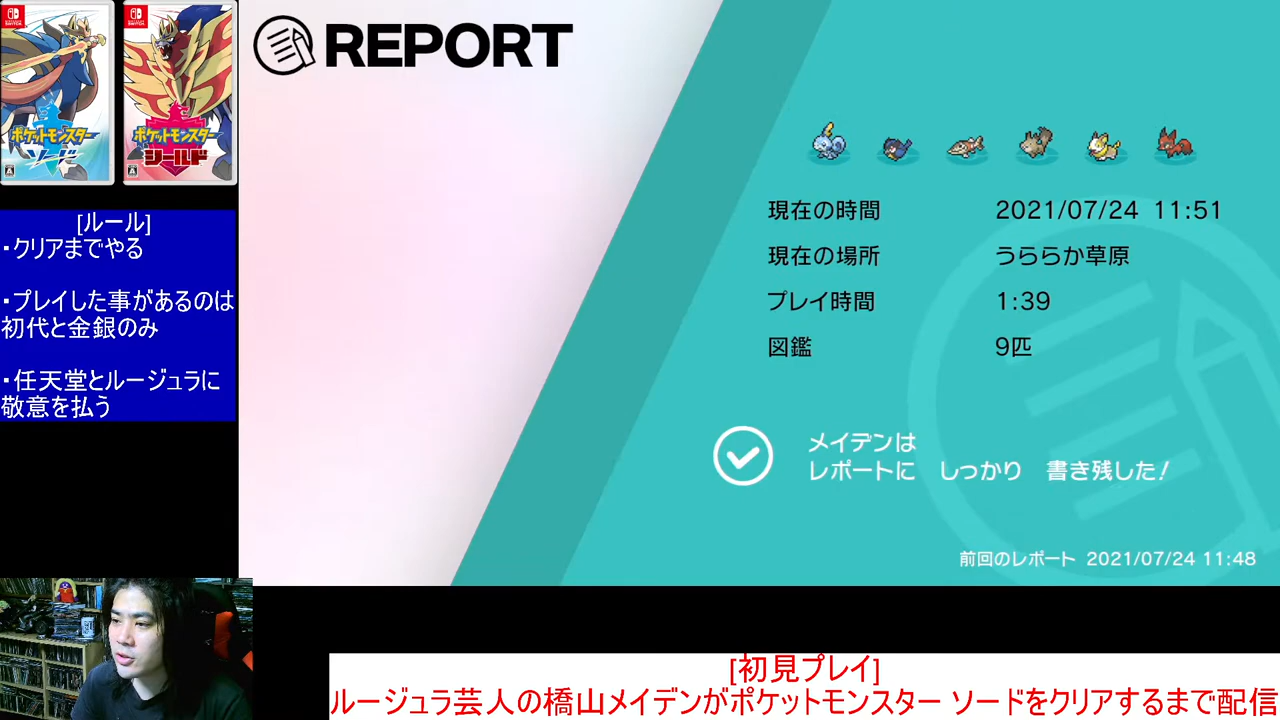 ポケットモンスター
ソード
ポケットモンスター
シールド
[ルール]
・クリアまでやる
・プレイした事があるのは
初代と金銀のみ
・任天堂とルージュラに
敬意を払う
REPORT
現在の時間 2021/07/24 11:51
現在の場所 うららか草原
プレイ時間 1:39
図鑑 9匹
メイデンは
レポートに しっかり 書き残した!
前回のレポート 2021/07/24 11:48
[初見プレイ]
ルージュラ芸人の橋山メイデンがポケットモンスター ソードをクリアするまで配信